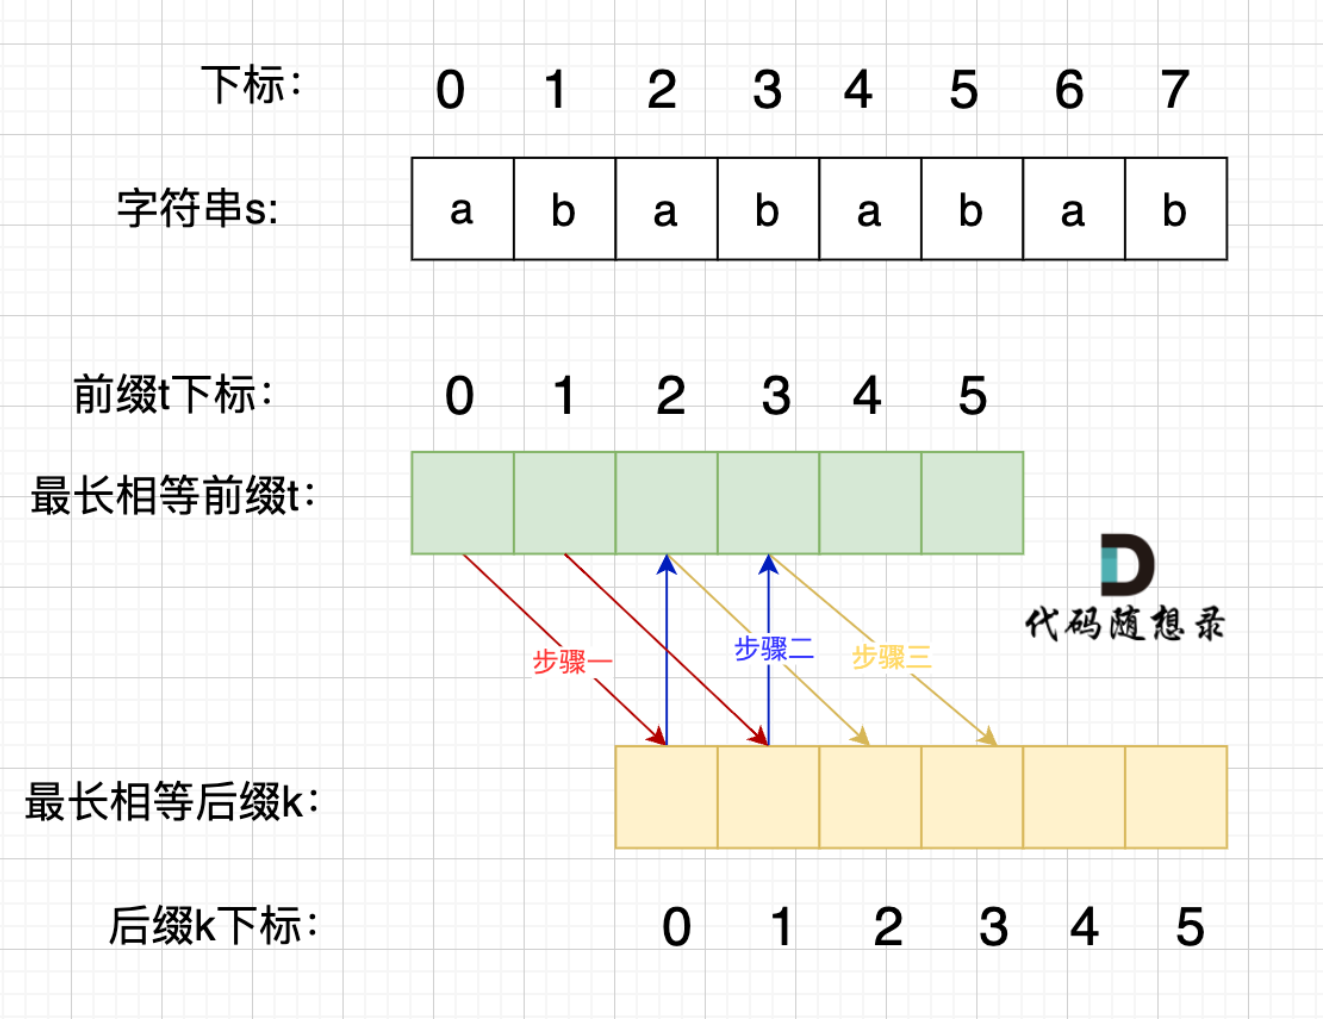 下标： 0 1 2 3 4 5 6 7
字符串s: a b a b a b a b
前缀t下标： 0 1 2 3 4 5
最长相等前缀t：
代码随想录
步骤一 步骤二 步骤三
最长相等后缀k：
后缀k下标： 0 1 2 3 4 5